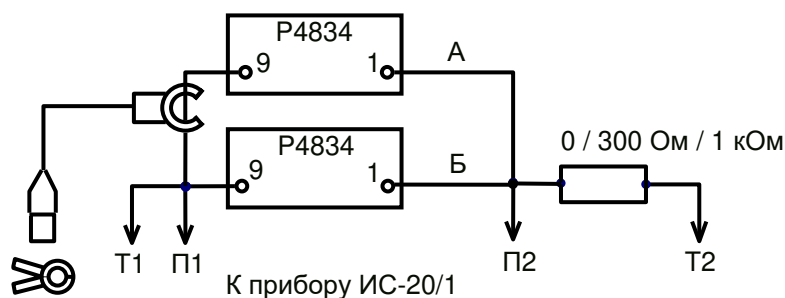 Р4834
9 1 А
Р4834
9 1 Б
0 / 300 Ом / 1 кОм
Т1 П1 П2 Т2
К прибору ИС-20/1